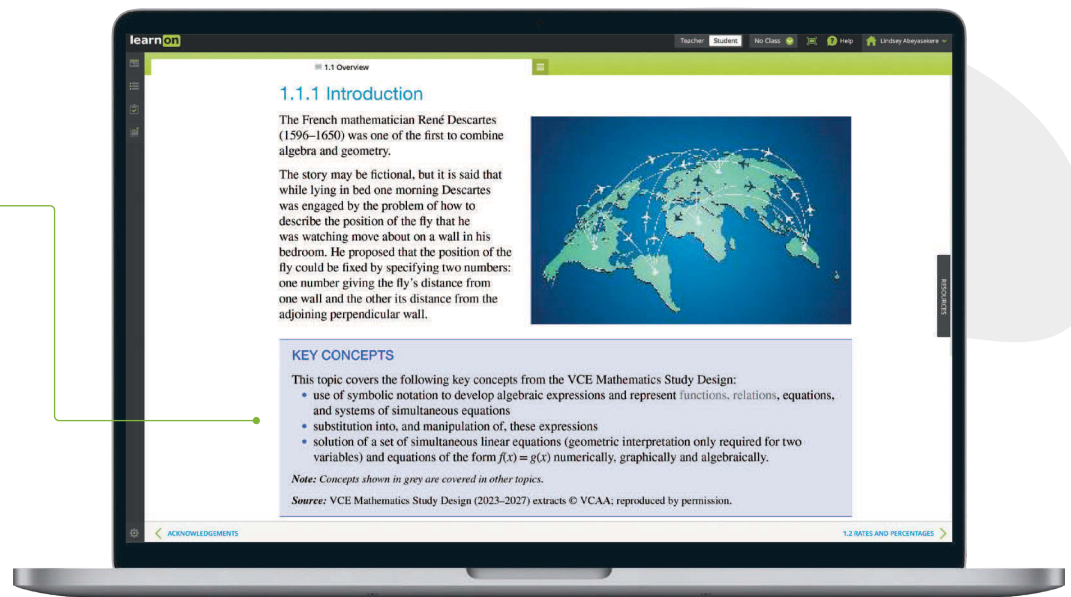 learnon
Teacher Student No Class Help Lindsey Abeyasekere
1.1 Overview
1.1.1 Introduction
The French mathematician René Descartes
(1596–1650) was one of the first to combine
algebra and geometry.
The story may be fictional, but it is said that
while lying in bed one morning Descartes
was engaged by the problem of how to
describe the position of the fly that he
was watching move about on a wall in his
bedroom. He proposed that the position of the
fly could be fixed by specifying two numbers:
one number giving the fly's distance from
one wall and the other its distance from the
adjoining perpendicular wall.
RESOURCES
KEY CONCEPTS
This topic covers the following key concepts from the VCE Mathematics Study Design:
• use of symbolic notation to develop algebraic expressions and represent functions, relations, equations,
and systems of simultaneous equations
• substitution into, and manipulation of, these expressions
• solution of a set of simultaneous linear equations (geometric interpretation only required for two
variables) and equations of the form f(x) = g(x) numerically, graphically and algebraically.
Note: Concepts shown in grey are covered in other topics.
Source: VCE Mathematics Study Design (2023–2027) extracts © VCAA; reproduced by permission.
ACKNOWLEDGEMENTS
1.2 RATES AND PERCENTAGES